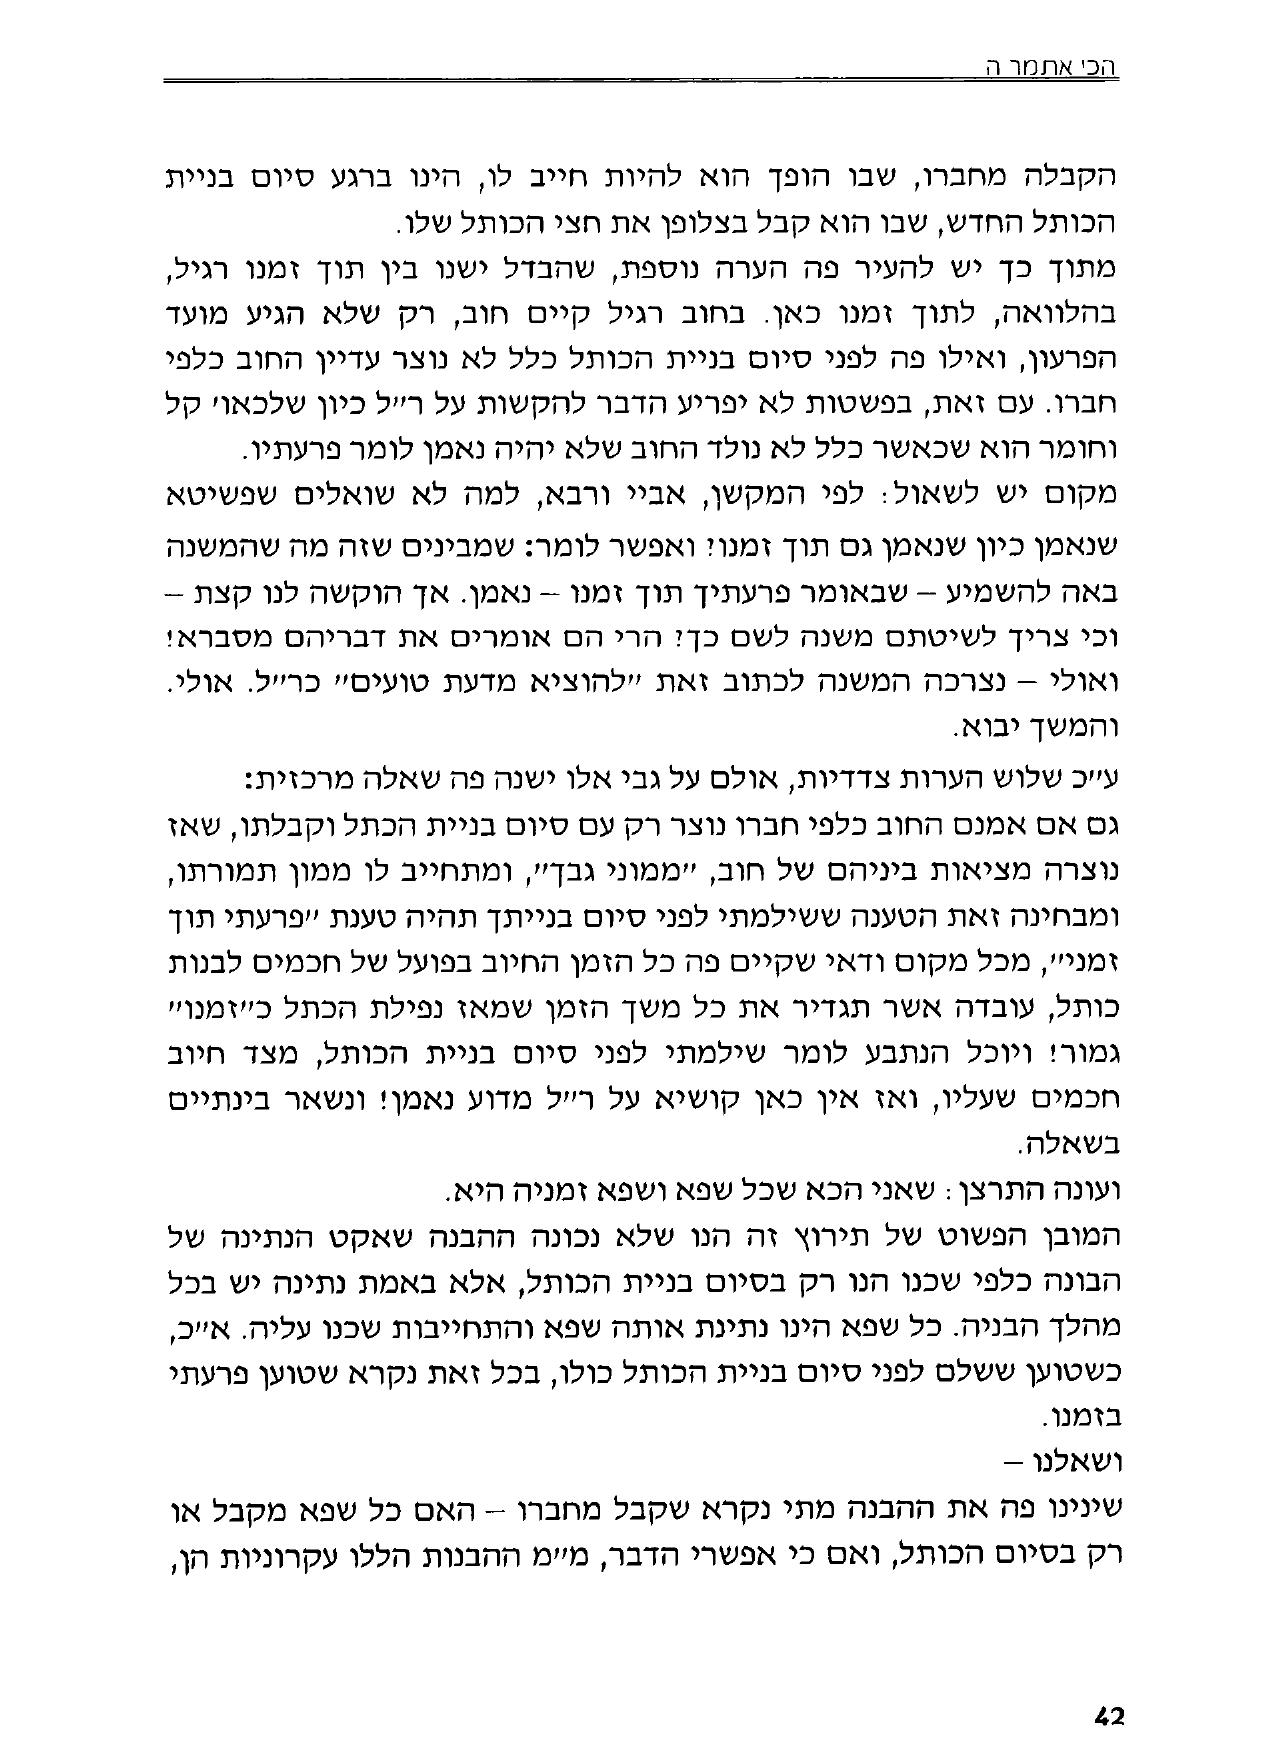 הכי אתמר ה
הקבלה מחברו, שבו הופך הוא להיות חייב לו, הינו ברגע סיום בניית
הכותל החדש, שבו הוא קבל בצלופן את חצי הכותל שלו.
מתוך כך יש להעיר פה הערה נוספת, שהבדל ישנו בין תוך זמנו רגיל,
בהלוואה, לתוך זמנו כאן. בחוב רגיל קיים חוב, רק שלא הגיע מועד
הפרעון, ואילו פה לפני סיום בניית הכותל כלל לא נוצר עדיין החוב כלפי
חברו. עם זאת, בפשטות לא יפריע הדבר להקשות על ר״ל כיון שלכאו׳ קל
וחומר הוא שכאשר כלל לא נולד החוב שלא יהיה נאמן לומר פרעתיו.
מקום יש לשאול: לפי המקשן, אביי ורבא, למה לא שואלים שפשיטא
שנאמן כיון שנאמן גם תוך זמנו? ואפשר לומר: שמבינים שזה מה שהמשנה
באה להשמיע – שבאומר פרעתיך תוך זמנו – נאמן. אך הוקשה לנו קצת –
וכי צריך לשיטתם משנה לשם כך? הרי הם אומרים את דבריהם מסברא!
ואולי – נצרכה המשנה לכתוב זאת ״להוציא מדעת טועים״ כר״ל. אולי.
והמשך יבוא.
ע״כ שלוש הערות צדדיות, אולם על גבי אלו ישנה פה שאלה מרכזית:
גם אם אמנם החוב כלפי חברו נוצר רק עם סיום בניית הכתל וקבלתו, שאז
נוצרה מציאות ביניהם של חוב, ״ממוני גבך״, ומתחייב לו ממון תמורתו,
ומבחינה זאת הטענה ששילמתי לפני סיום בנייתך תהיה טענת ״פרעתי תוך
זמני״, מכל מקום ודאי שקיים פה כל הזמן החיוב בפועל של חכמים לבנות
כותל, עובדה אשר תגדיר את כל משך הזמן שמאז נפילת הכתל כ״זמנו״
גמור! ויוכל הנתבע לומר שילמתי לפני סיום בניית הכותל, מצד חיוב
חכמים שעליו, ואז אין כאן קושיא על ר״ל מדוע נאמן! ונשאר בינתיים
בשאלה.
ועונה התרצן: שאני הכא שכל שפא ושפא זמניה היא.
המובן הפשוט של תירוץ זה הנו שלא נכונה ההבנה שאקט הנתינה של
הבונה כלפי שכנו הנו רק בסיום בניית הכותל, אלא באמת נתינה יש בכל
מהלך הבניה. כל שפא הינו נתינת אותה שפא והתחייבות שכנו עליה. א״כ,
כשטוען ששלם לפני סיום בניית הכותל כולו, בכל זאת נקרא שטוען פרעתי
בזמנו.
ושאלנו –
שינינו פה את ההבנה מתי נקרא שקבל מחברו – האם כל שפא מקבל או
רק בסיום הכותל, ואם כי אפשרי הדבר, מ״מ ההבנות הללו עקרוניות הן,
42